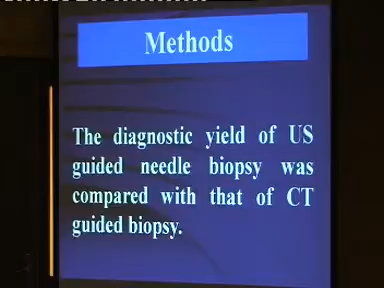 Methods
The diagnostic yield of US
guided needle biopsy was
compared with that of CT
guided biopsy.